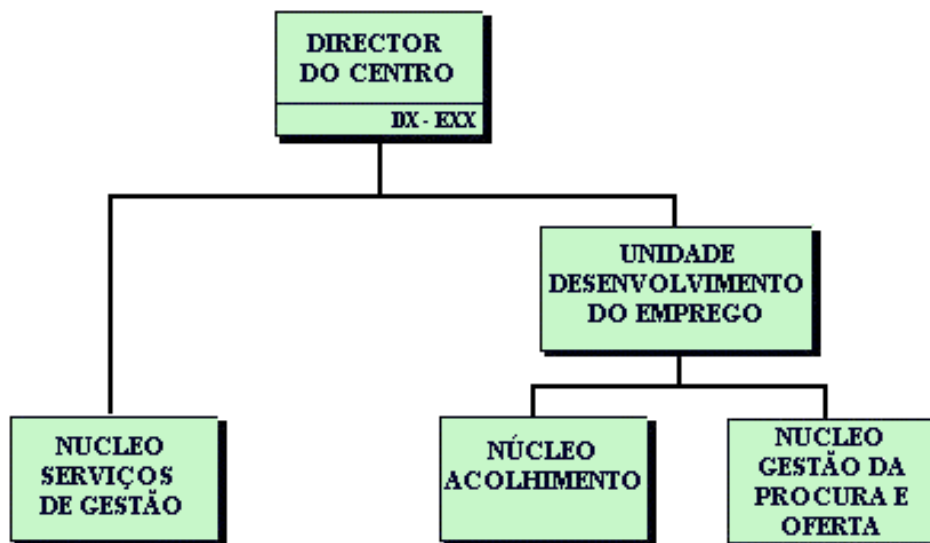 DIRECTOR
DO CENTRO
DX - EXX
UNIDADE
DESENVOLVIMENTO
DO EMPREGO
NUCLEO
SERVIÇOS
DE GESTÃO
NÚCLEO
ACOLHIMENTO
NUCLEO
GESTÃO DA
PROCURA E
OFERTA